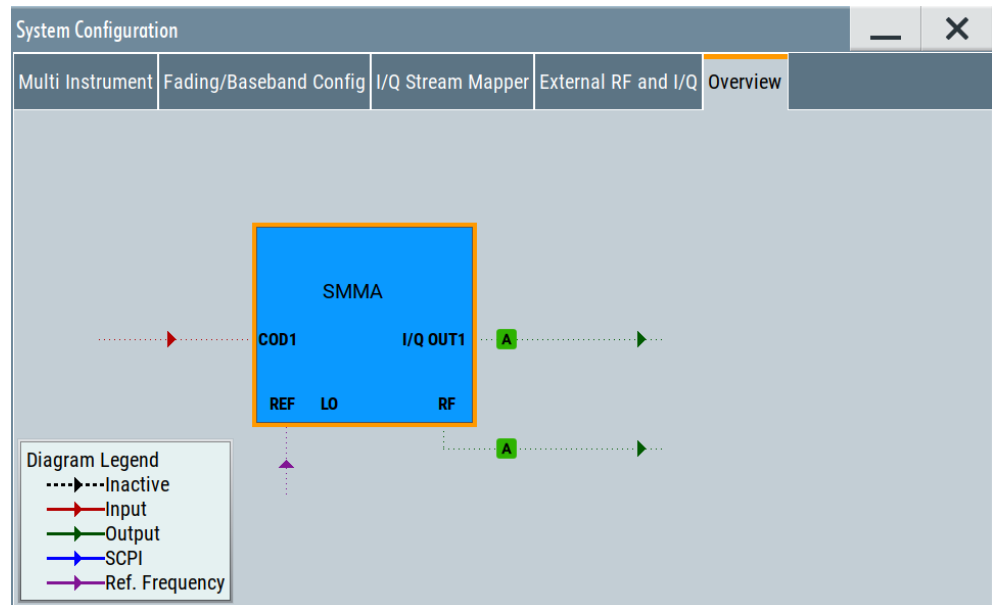 System Configuration
Multi Instrument Fading/Baseband Config I/Q Stream Mapper External RF and I/Q Overview
SMMA
COD1 I/Q OUT1 A
REF LO RF
A
Diagram Legend
Inactive
Input
Output
SCPI
Ref. Frequency